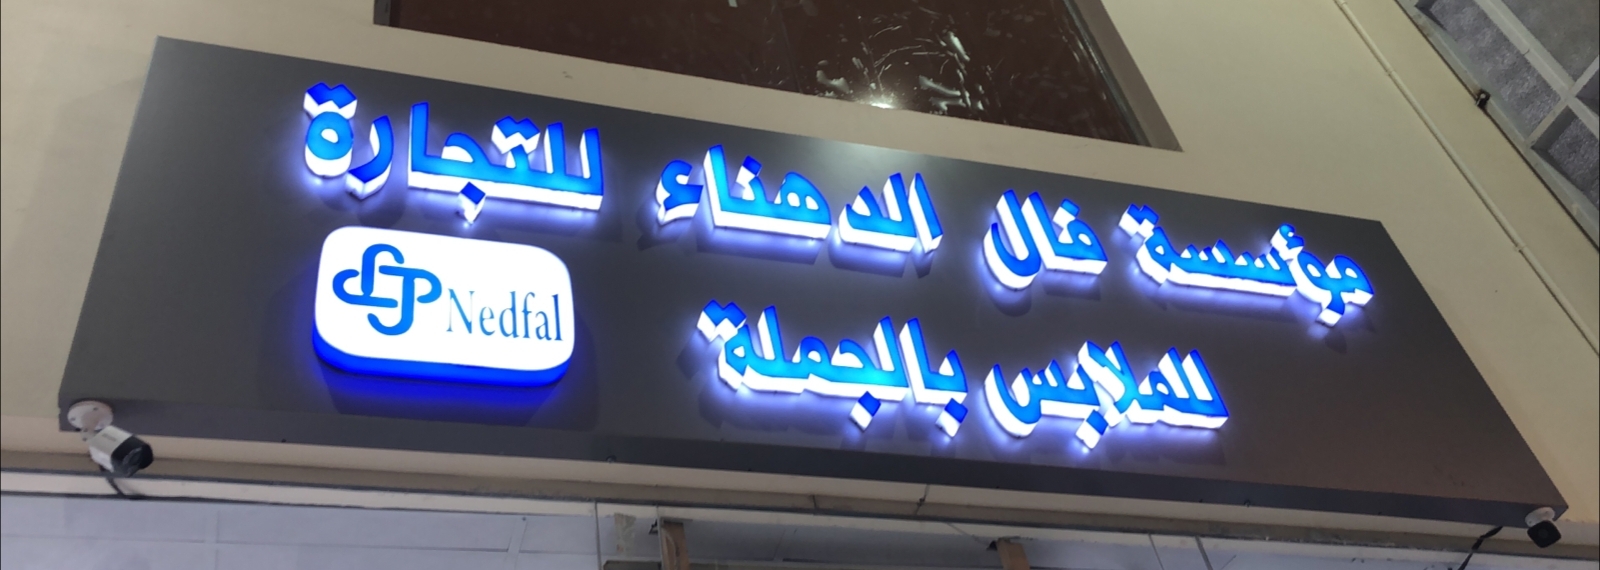 مؤسسة فال الدهناء للتجارة
للملابس بالجملة
Nedfal